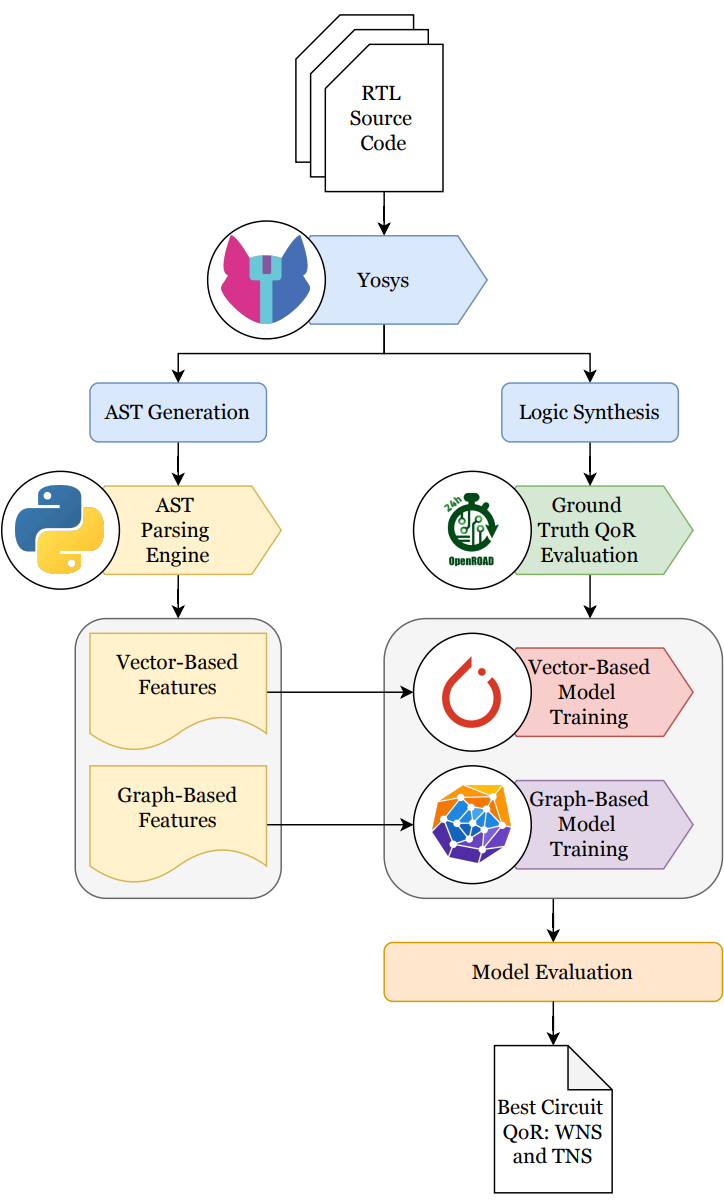 RTL
Source
Code
Yosys
AST Generation
Logic Synthesis
AST
Parsing
Engine
24h
OpenROAD
Ground
Truth QoR
Evaluation
Vector-Based
Features
Vector-Based
Model
Training
Graph-Based
Features
Graph-Based
Model
Training
Model Evaluation
Best Circuit
QoR: WNS
and TNS